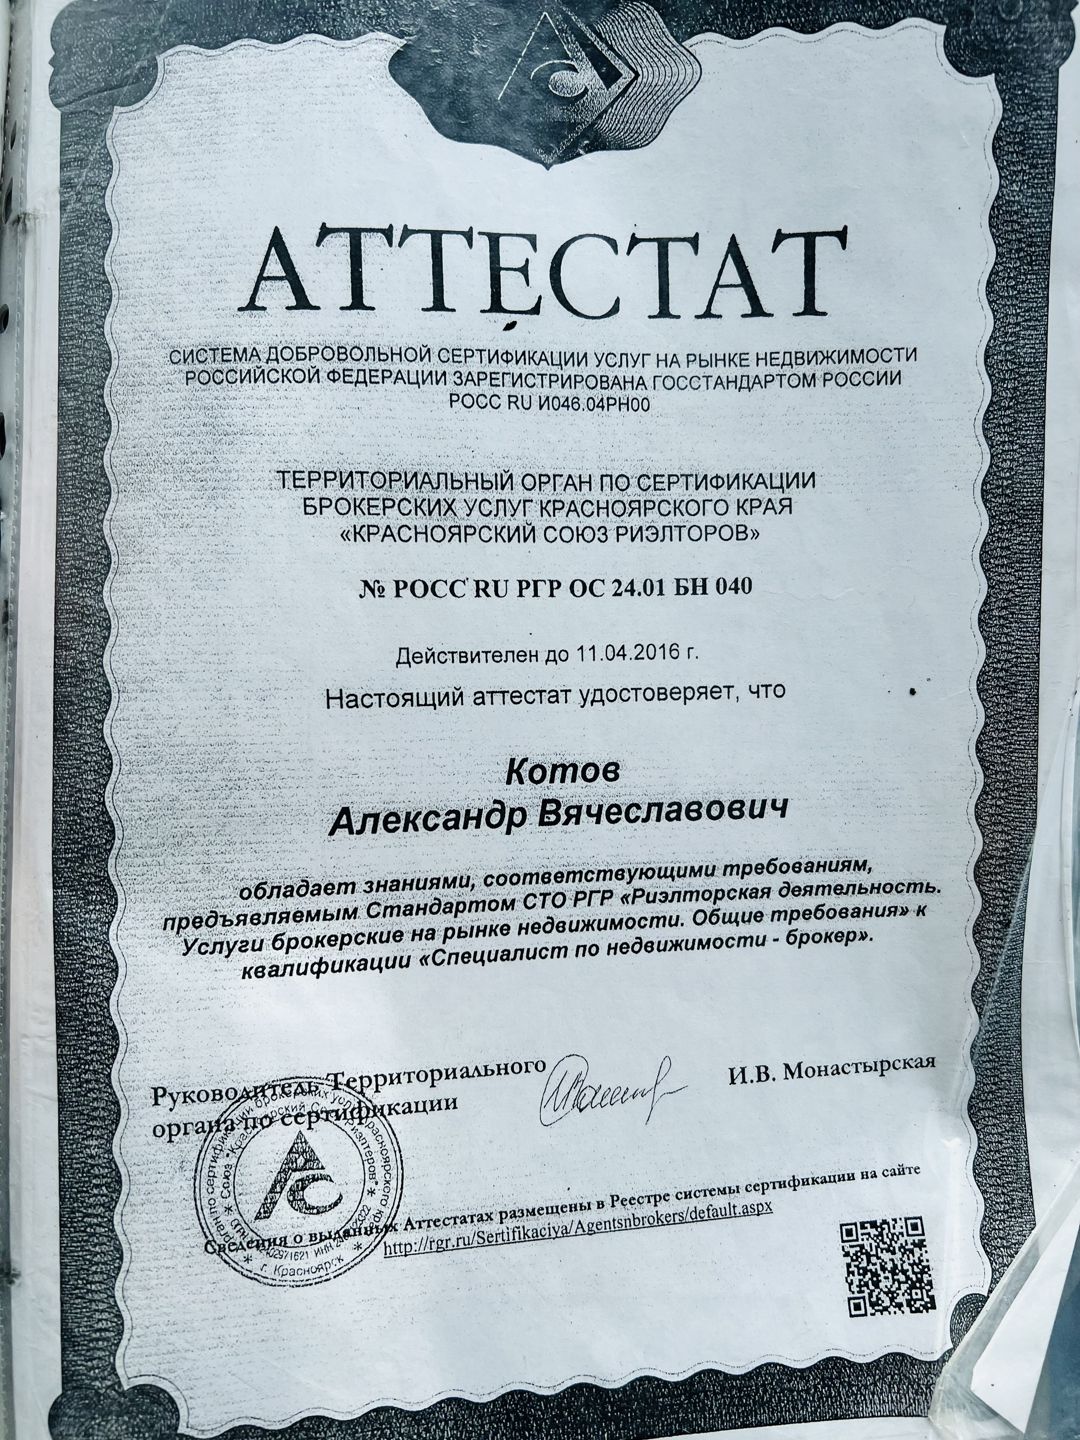 АТТЕСТАТ
СИСТЕМА ДОБРОВОЛЬНОЙ СЕРТИФИКАЦИИ УСЛУГ НА РЫНКЕ НЕДВИЖИМОСТИ
РОССИЙСКОЙ ФЕДЕРАЦИИ ЗАРЕГИСТРИРОВАНА ГОССТАНДАРТОМ РОССИИ
РОСС RU И046.04РН00
ТЕРРИТОРИАЛЬНЫЙ ОРГАН ПО СЕРТИФИКАЦИИ
БРОКЕРСКИХ УСЛУГ КРАСНОЯРСКОГО КРАЯ
«КРАСНОЯРСКИЙ СОЮЗ РИЭЛТОРОВ»
№ РОСС RU РГР ОС 24.01 БН 040
Действителен до 11.04.2016 г.
Настоящий аттестат удостоверяет, что
Котов
Александр Вячеславович
обладает знаниями, соответствующими требованиям,
предъявляемым Стандартом СТО РГР «Риэлторская деятельность.
Услуги брокерские на рынке недвижимости. Общие требования» к
квалификации «Специалист по недвижимости - брокер».
Руководитель Территориального
органа по сертификации
И.В. Монастырская
Сведения о выданных Аттестатах размещены в Реестре системы сертификации на сайте
http://rgr.ru/Sertifikaciya/Agentsnbrokers/default.aspx
г. Красноярск